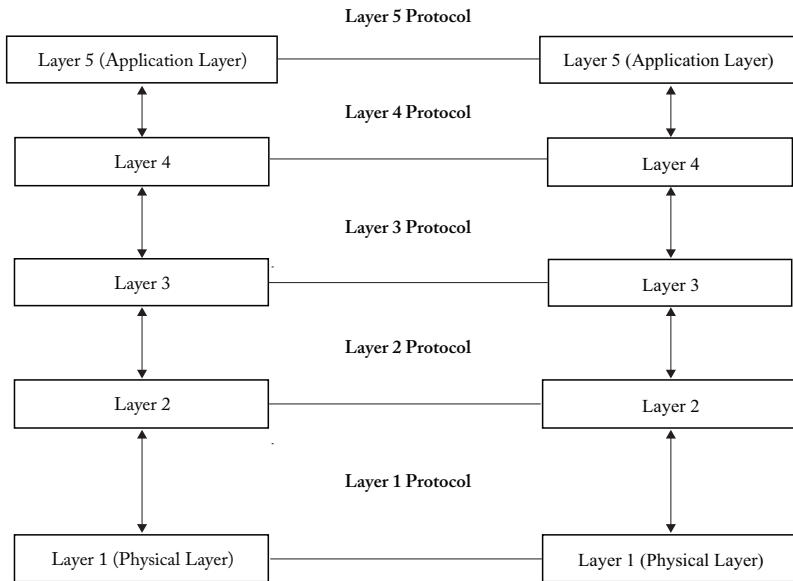 Layer 5 Protocol
Layer 5 (Application Layer)
Layer 5 (Application Layer)
Layer 4 Protocol
Layer 4
Layer 4
Layer 3 Protocol
Layer 3
Layer 3
Layer 2 Protocol
Layer 2
Layer 2
Layer 1 Protocol
Layer 1 (Physical Layer)
Layer 1 (Physical Layer)